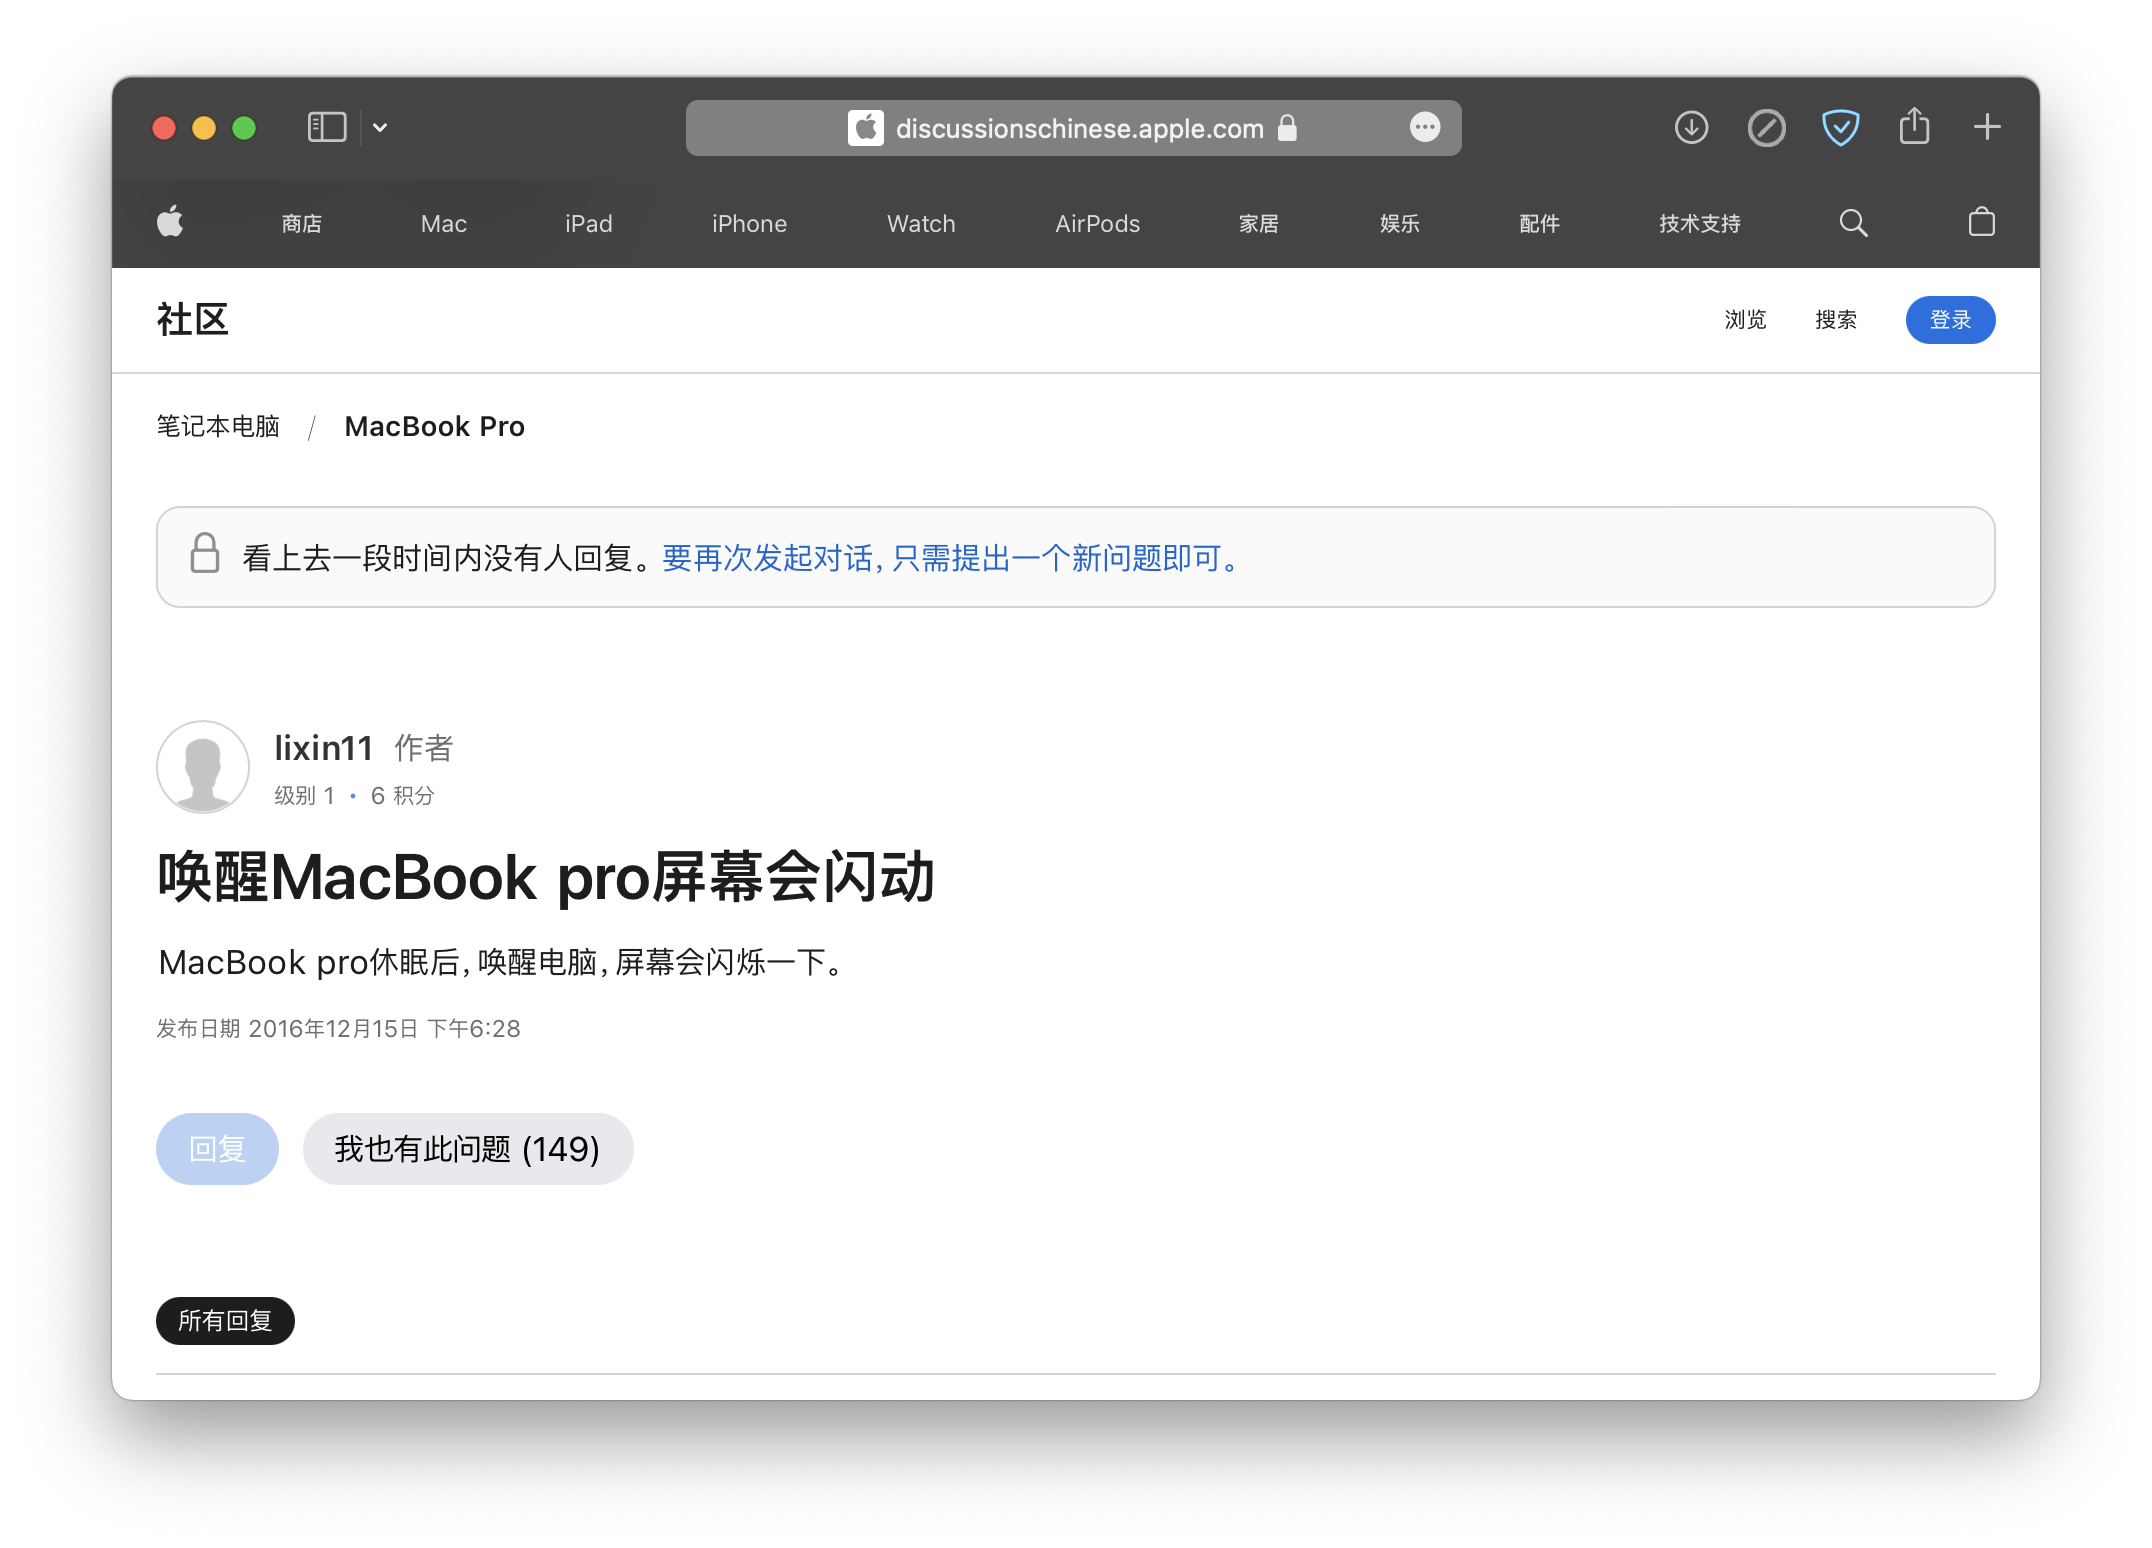 discussionschinese.apple.com
商店 Mac iPad iPhone Watch AirPods 家居 娱乐 配件 技术支持
社区 浏览 搜索 登录
笔记本电脑 / MacBook Pro
看上去一段时间内没有人回复。要再次发起对话，只需提出一个新问题即可。
lixin11 作者
级别 1 • 6 积分
唤醒MacBook pro屏幕会闪动
MacBook pro休眠后，唤醒电脑，屏幕会闪烁一下。
发布日期 2016年12月15日 下午6:28
回复 我也有此问题 (149)
所有回复